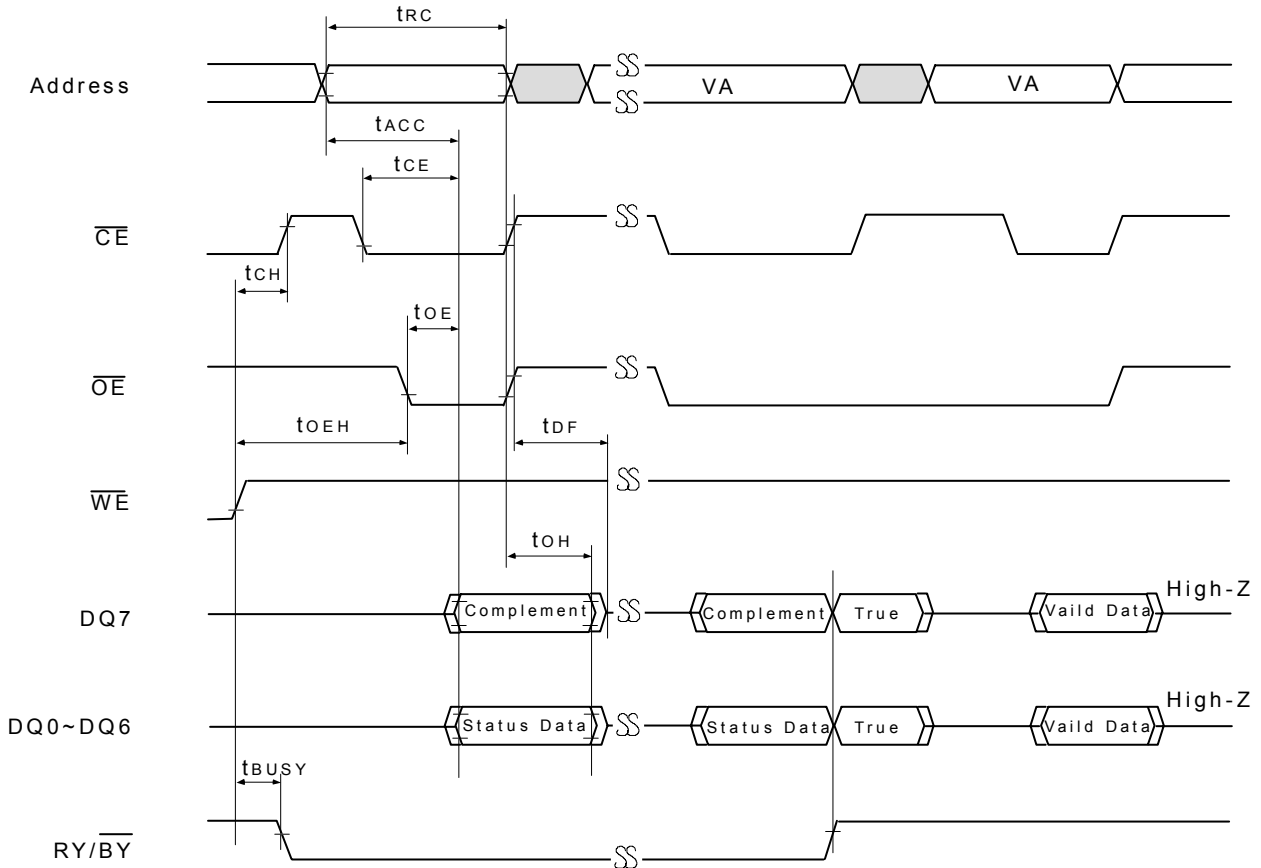 tRC
Address
VA
VA
tACC
tCE
CE
tCH
tOE
OE
tOEH
tDF
WE
tOH
DQ7
Complement
Complement
True
Vaild Data
High-Z
DQ0~DQ6
Status Data
Status Data
True
Vaild Data
High-Z
tBUSY
RY/BY